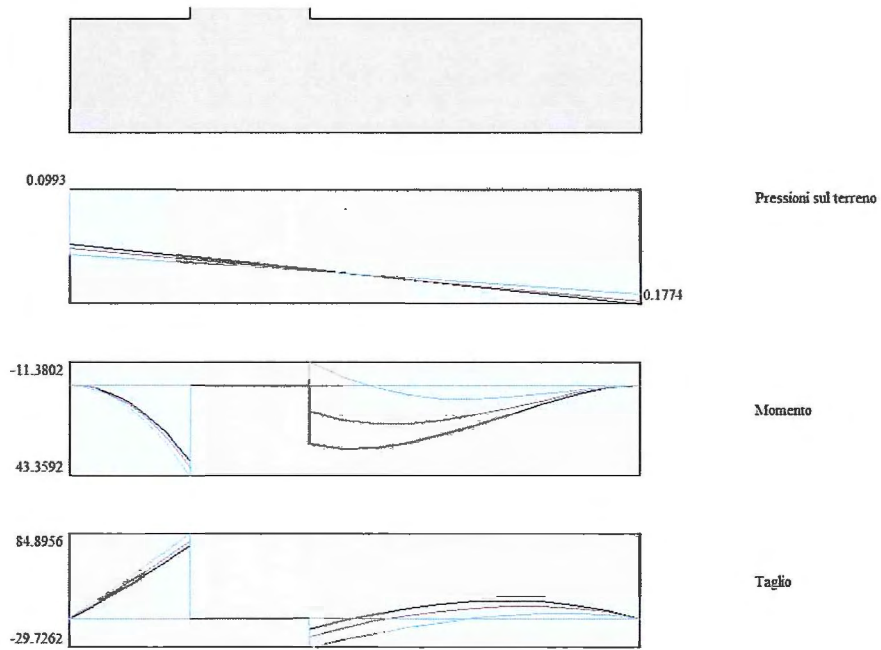 0.0993
Pressioni sul terreno
0.1774
-11.3802
Momento
43.3592
84.8956
Taglio
-29.7262